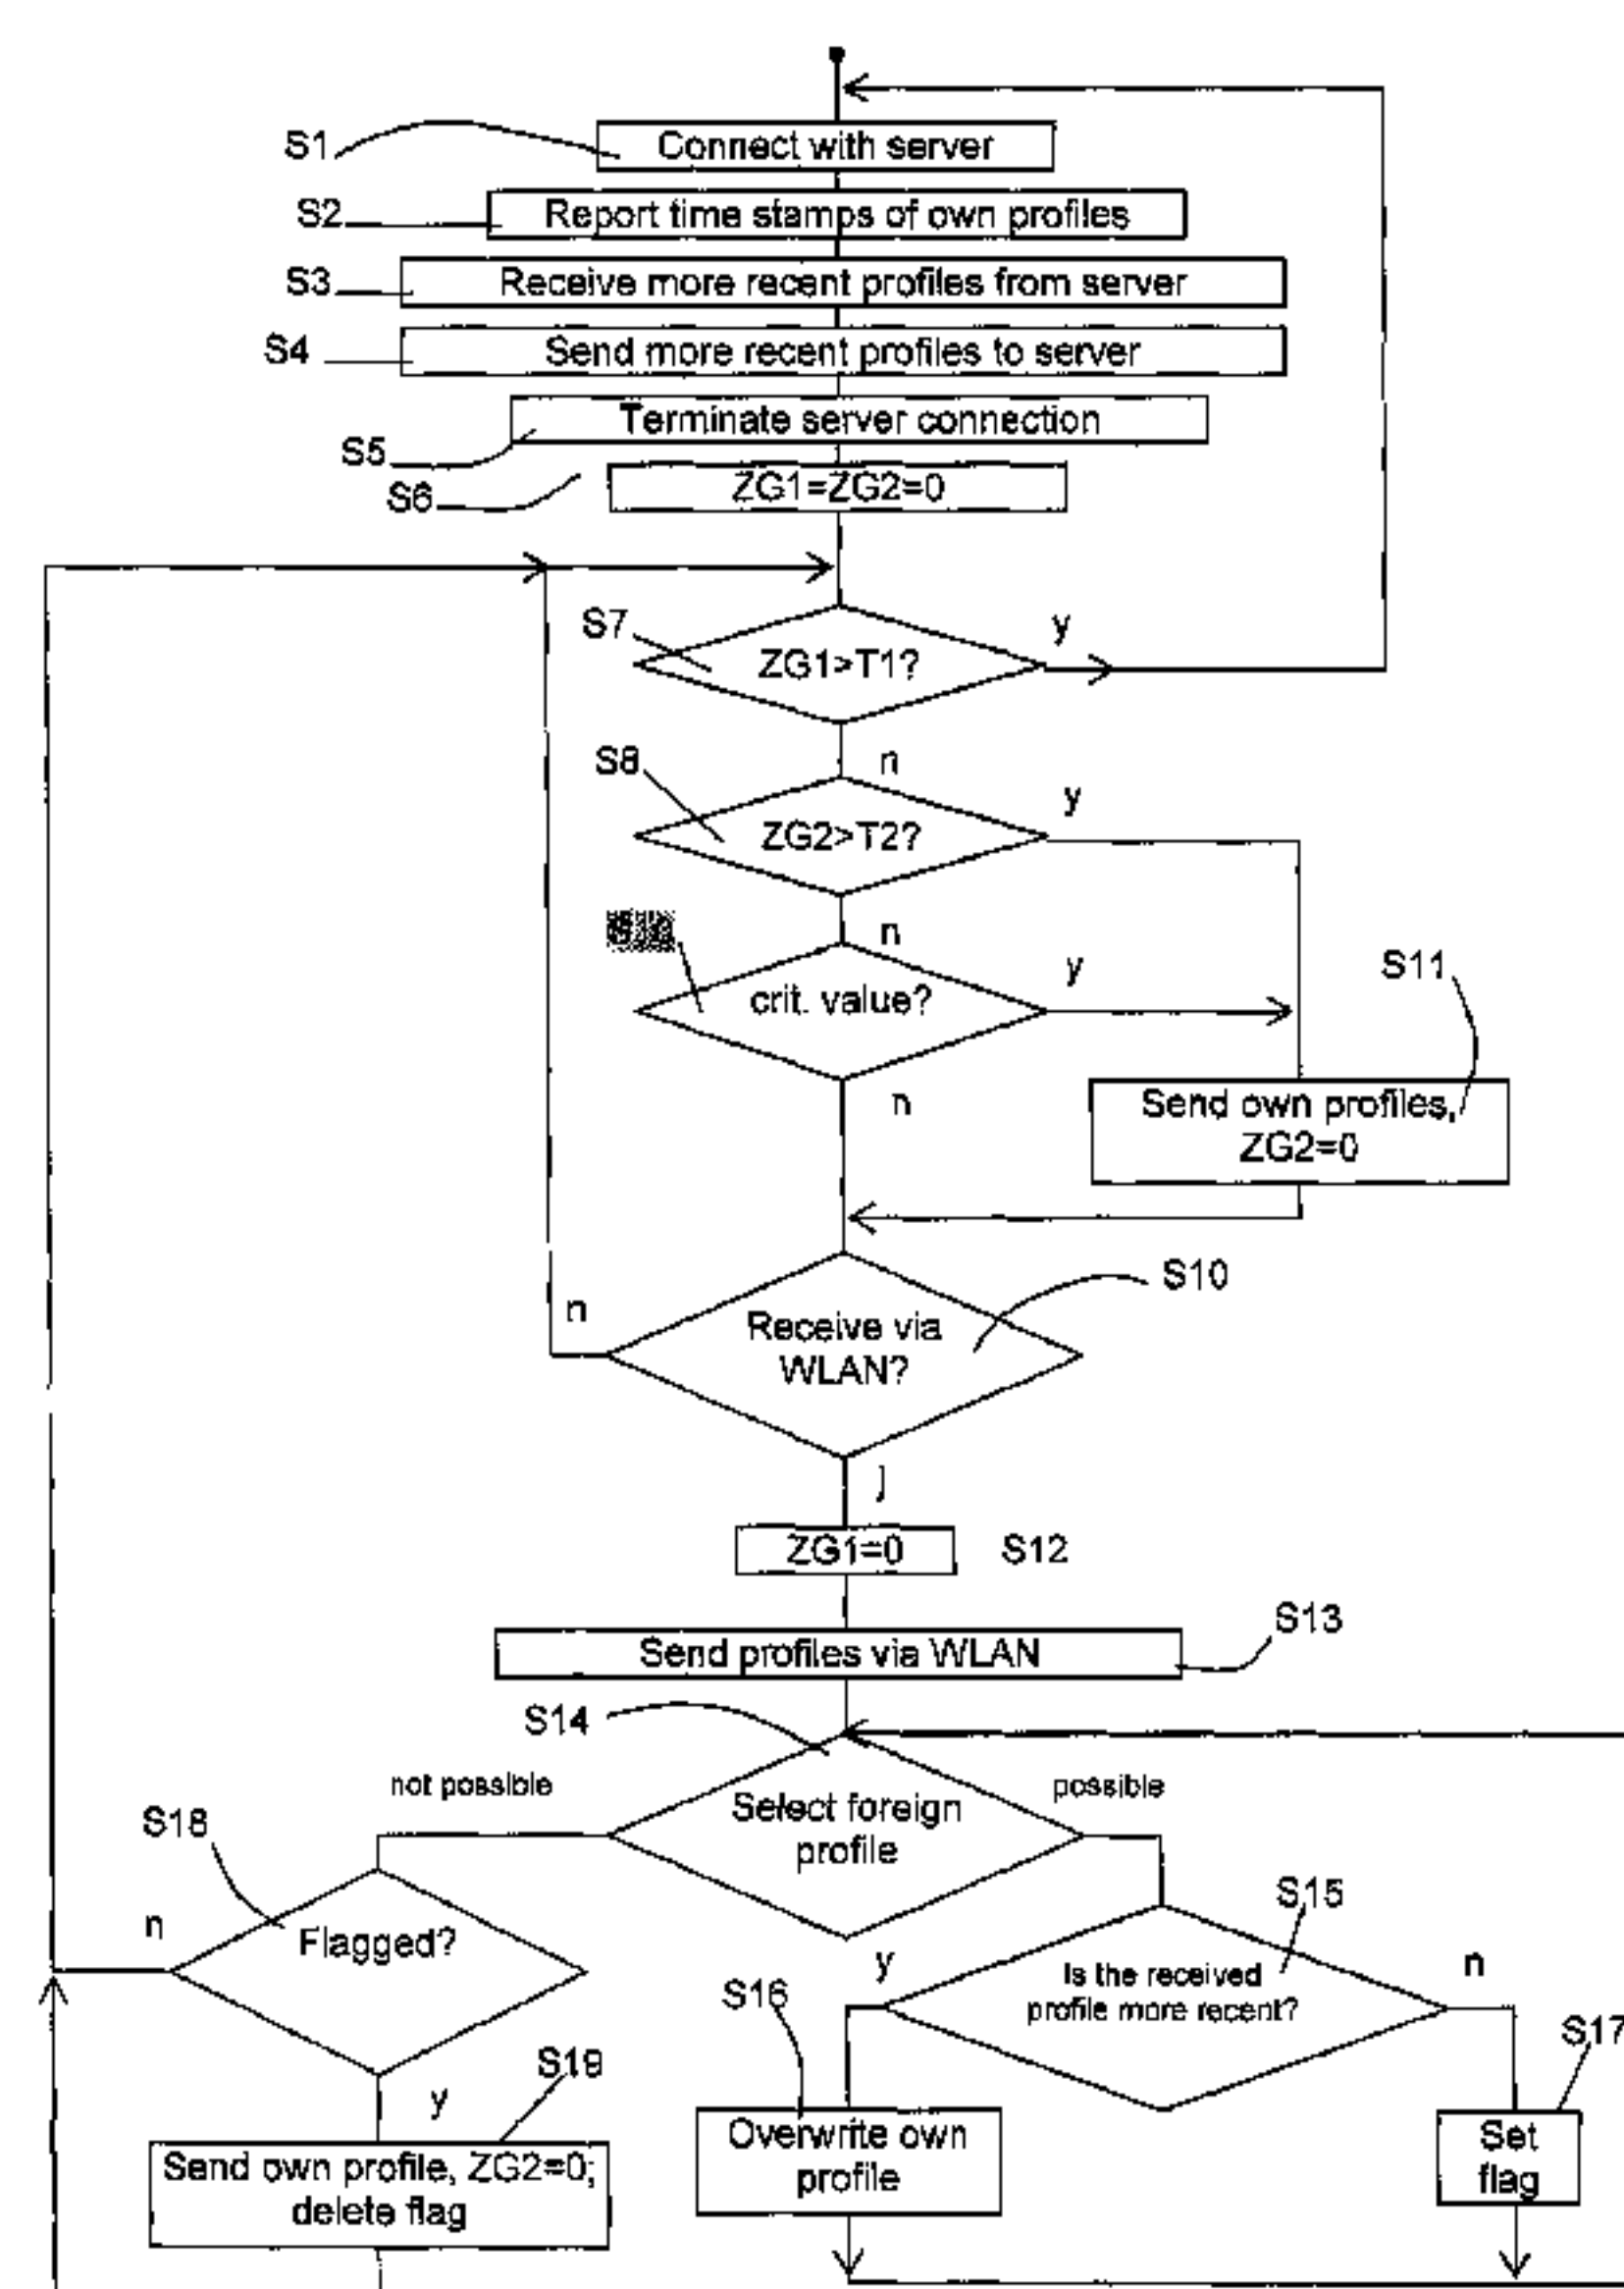 S1
Connect with server
S2
Report time stamps of own profiles
S3
Receive more recent profiles from server
S4
Send more recent profiles to server
Terminate server connection
S5
S6
ZG1=ZG2=0
S7
y
ZG1>T1?
n
S8
y
ZG2>T2?
n
y
S11
crit. value?
n
Send own profiles,
ZG2=0
S10
n
Receive via
WLAN?
j
ZG1=0
S12
S13
Send profiles via WLAN
S14
not possible
possible
Select foreign
profile
S18
S15
n
Flagged?
y
Is the received
profile more recent?
n
S16
S17
S19
y
Overwrite own
profile
Set
flag
Send own profile, ZG2=0;
delete flag